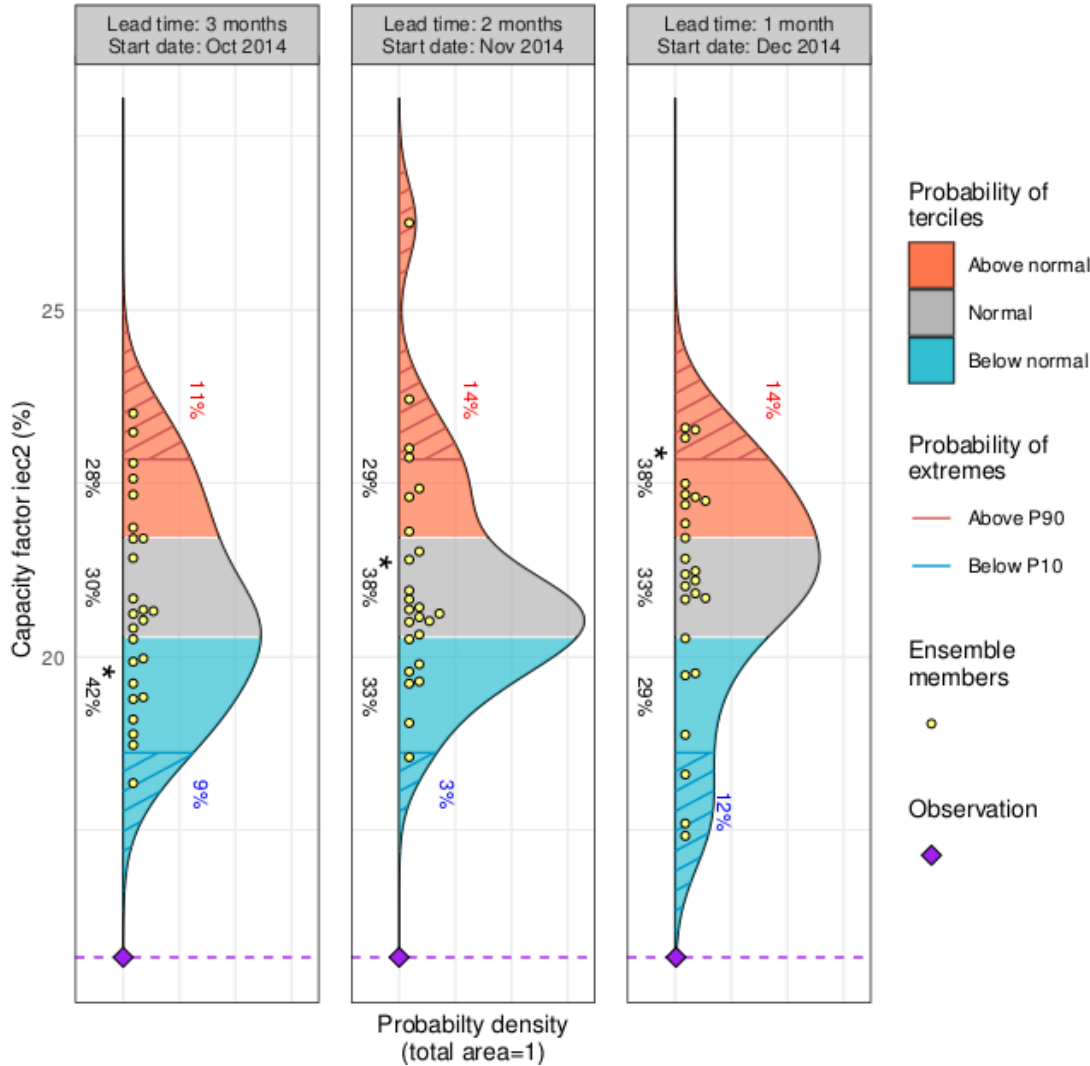 Lead time: 3 months
Start date: Oct 2014
Lead time: 2 months
Start date: Nov 2014
Lead time: 1 month
Start date: Dec 2014
Capacity factor iec2 (%)
25
20
11%
28%
30%
*
42%
9%
14%
29%
*
38%
33%
3%
14%
*
38%
33%
29%
12%
Probabilty density
(total area=1)
Probability of
terciles
Above normal
Normal
Below normal
Probability of
extremes
Above P90
Below P10
Ensemble
members
Observation